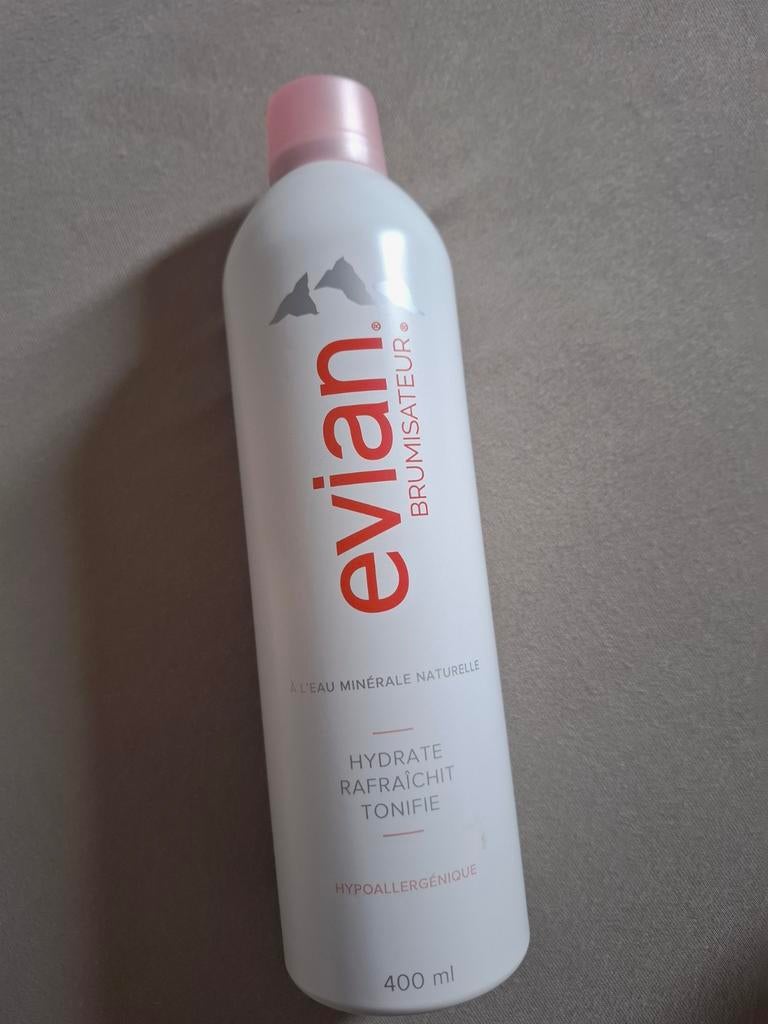 evian®
BRUMISATEUR®
À L'EAU MINÉRALE NATURELLE
HYDRATE
RAFRAÎCHIT
TONIFIE
HYPOALLERGÉNIQUE
400 ml